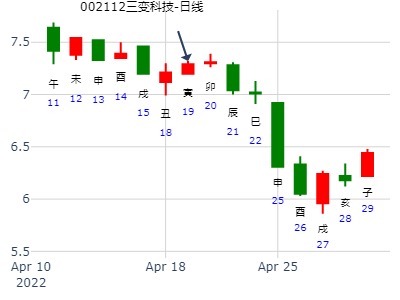 002112三变科技-日线
7.5
7
6.5
6
5.5
午
11
未
12
申
13
酉
14
戌
15
丑
18
寅
19
卯
20
辰
21
巳
22
申
25
酉
26
戌
27
亥
28
子
29
Apr 10
2022
Apr 18
Apr 25